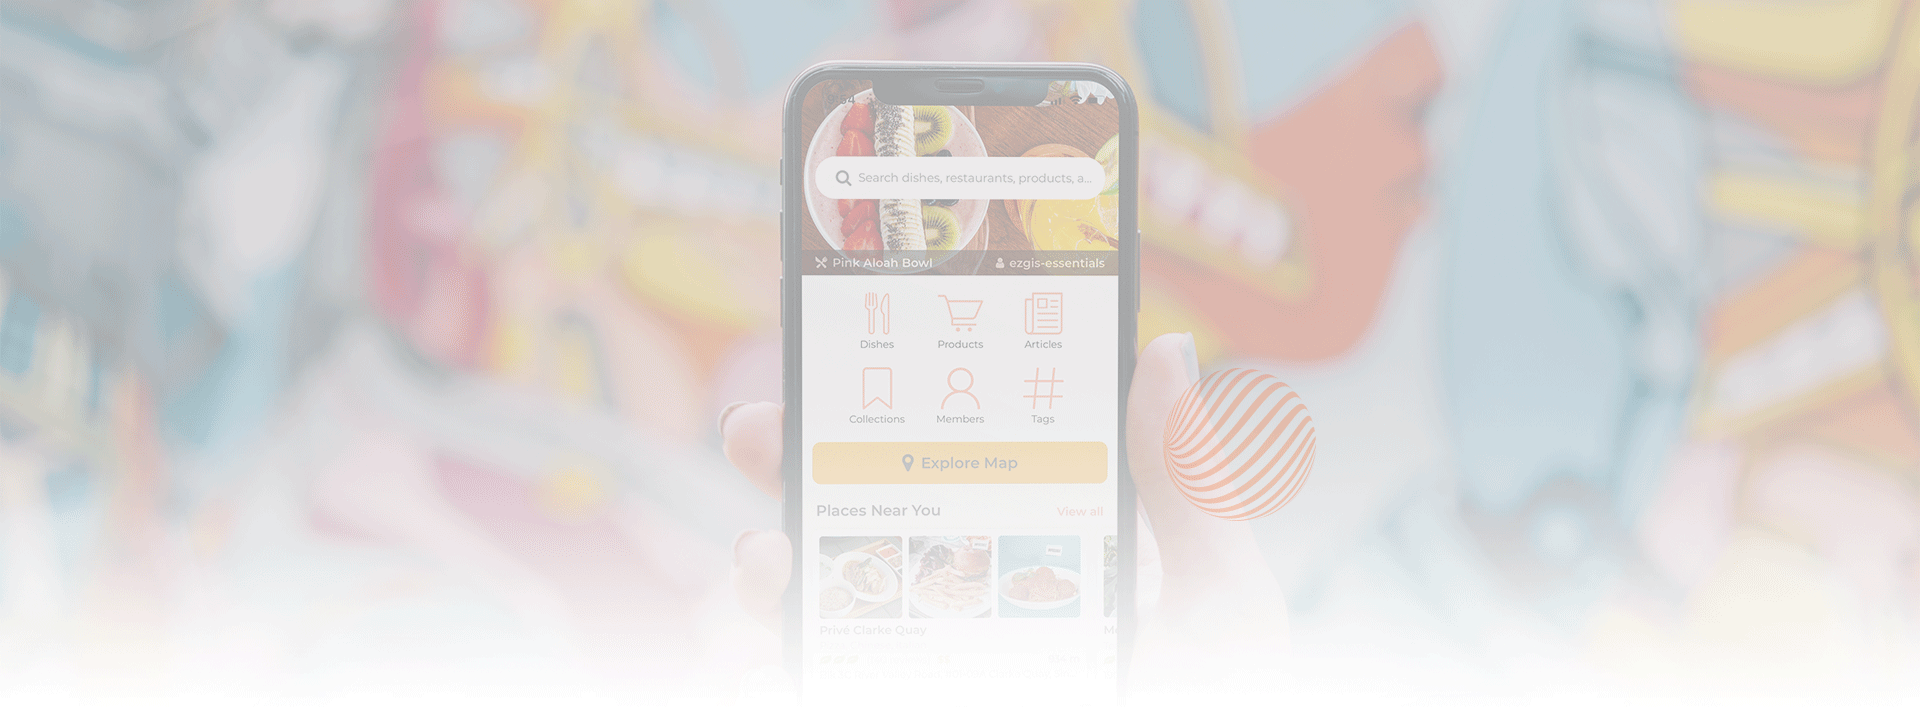 Search dishes, restaurants, products, a...
Pink Aloah Bowl ezgis-essentials
Dishes Products Articles
Collections Members Tags
Explore Map
Places Near You View all
Privé Clarke Quay